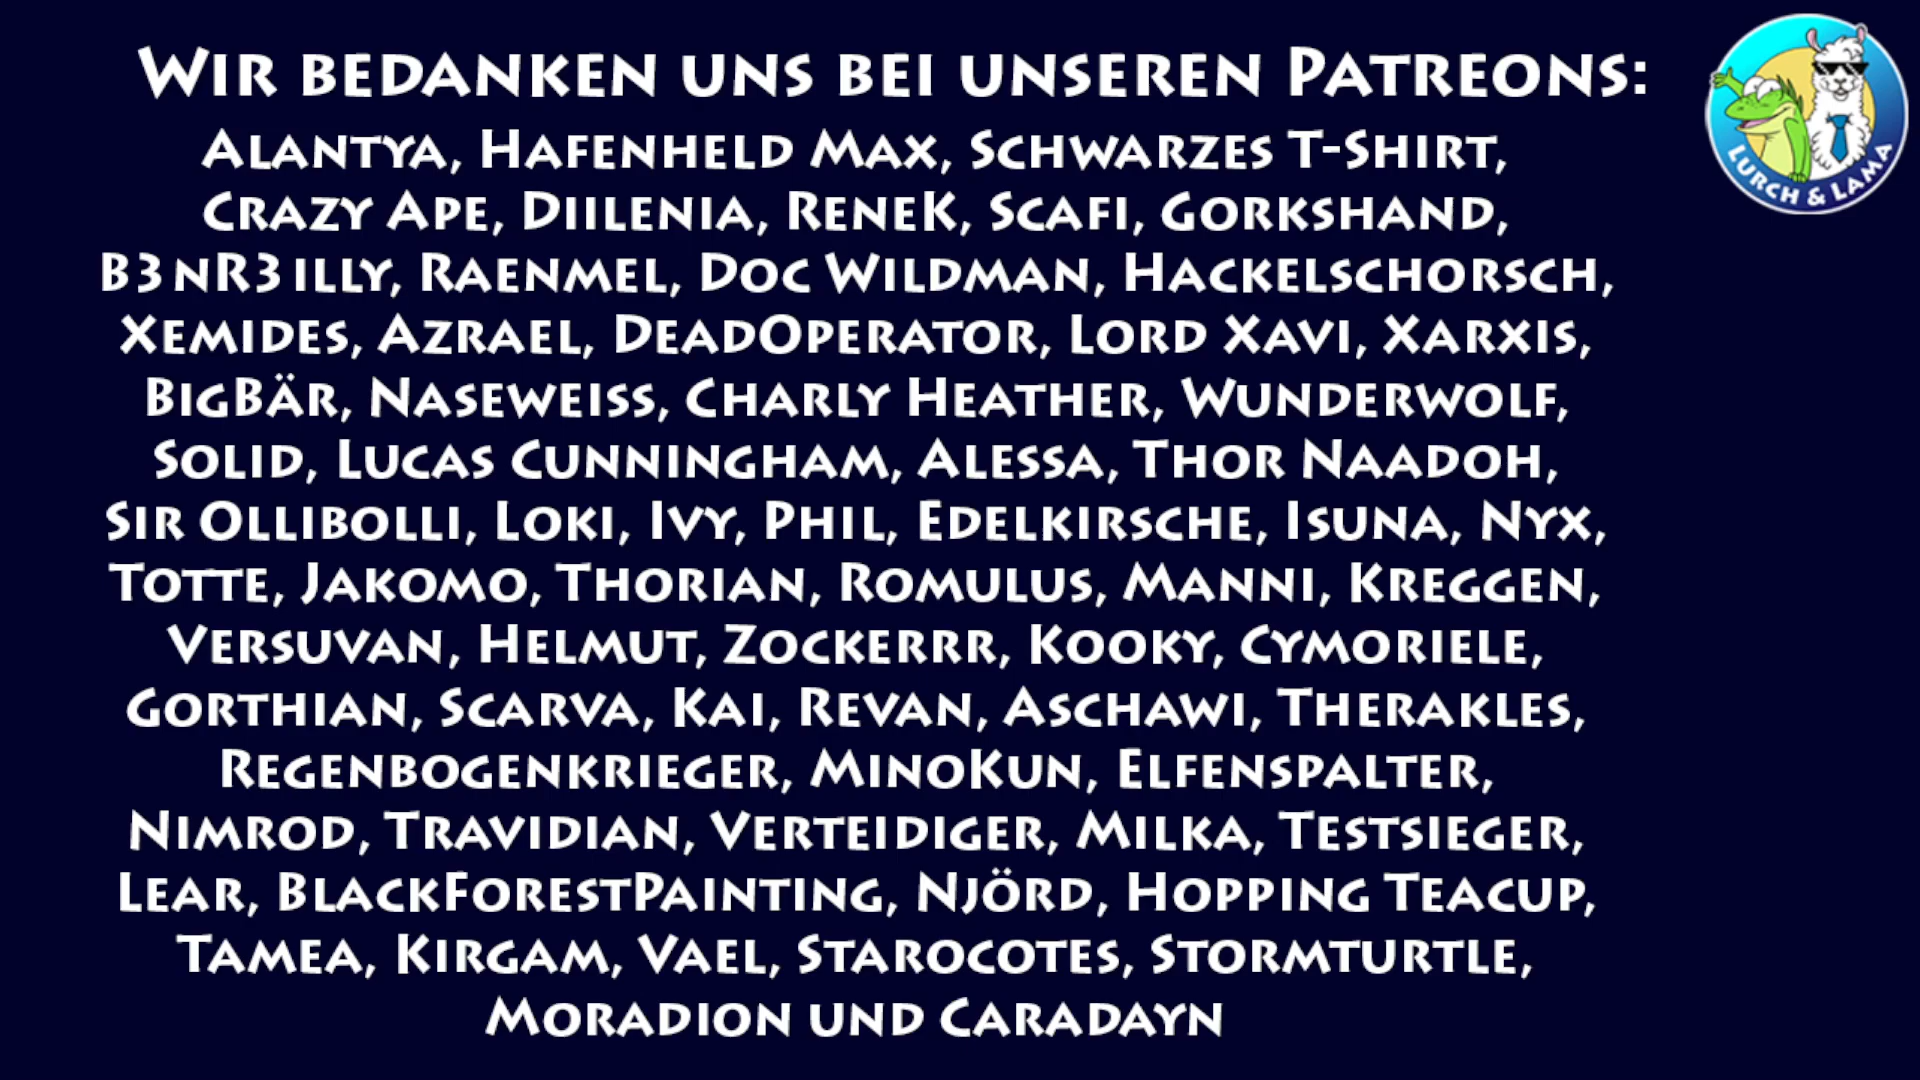 Wir bedanken uns bei unseren Patreons:
Alantya, Hafenheld Max, Schwarzes T-Shirt,
Crazy Ape, Diilenia, ReneK, Scafi, Gorkshand,
B3nR3illy, Raenmel, Doc Wildman, Hackelschorsch,
Xemides, Azrael, DeadOperator, Lord Xavi, Xarxis,
BigBär, Naseweiss, Charly Heather, Wunderwolf,
Solid, Lucas Cunningham, Alessa, Thor Naadoh,
Sir Ollibolli, Loki, Ivy, Phil, Edelkirsche, Isuna, Nyx,
Totte, Jakomo, Thorian, Romulus, Manni, Kreggen,
Versuvan, Helmut, Zockerrr, Kooky, Cymoriele,
Gorthian, Scarva, Kai, Revan, Aschawi, Therakles,
Regenbogenkrieger, MinoKun, Elfenspalter,
Nimrod, Travidian, Verteidiger, Milka, Testsieger,
Lear, BlackForestPainting, Njörd, Hopping Teacup,
Tamea, Kirgam, Vael, Starocotes, Stormturtle,
Moradion und Caradayn
LURCH & LAMA